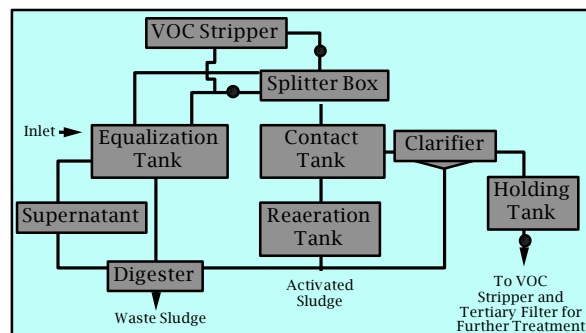 VOC Stripper
Splitter Box
Inlet
Equalization
Tank
Contact
Tank
Clarifier
Supernatant
Reaeration
Tank
Holding
Tank
Digester
Activated
Sludge
Waste Sludge
To VOC
Stripper and
Tertiary Filter for
Further Treatment